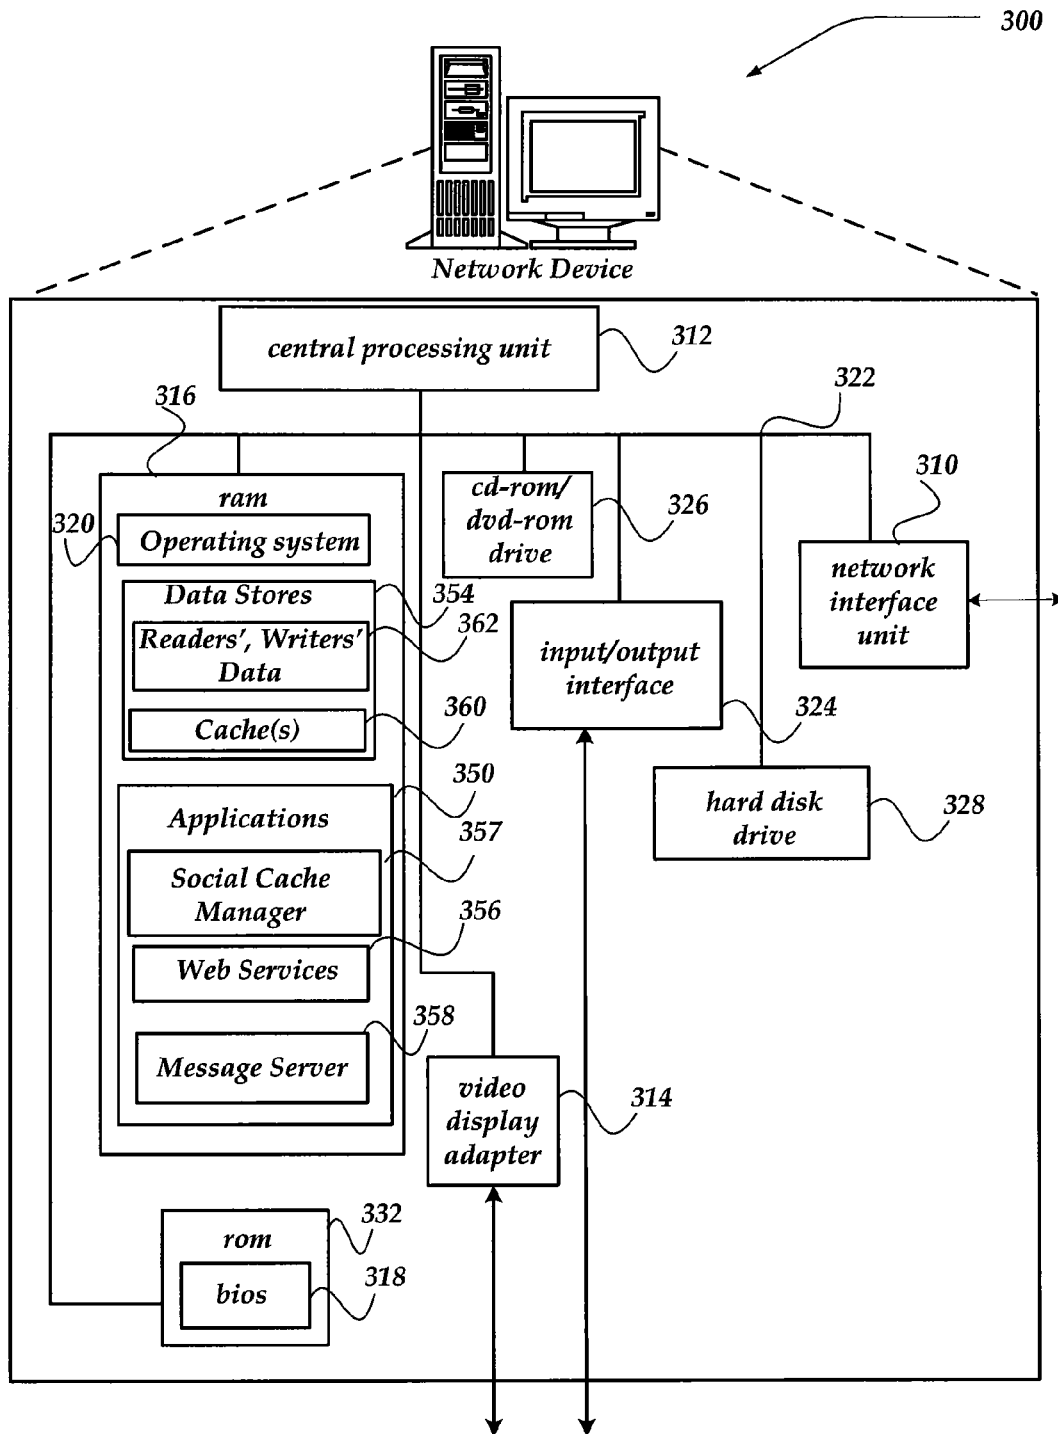 300
Network Device
central processing unit
312
316
322
ram
320
Operating system
cd-rom/
dvd-rom
drive
326
310
network
interface
unit
Data Stores
354
Readers', Writers'
Data
362
Cache(s)
360
input/output
interface
324
hard disk
drive
328
350
Applications
357
Social Cache
Manager
356
Web Services
358
Message Server
video
display
adapter
314
332
rom
bios
318